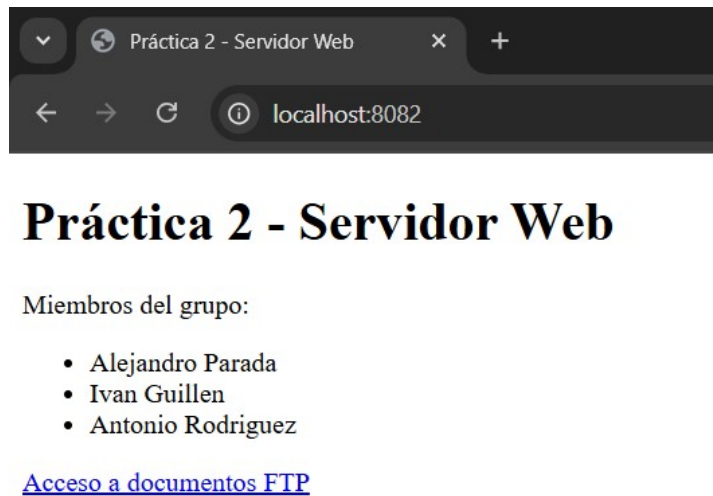 Práctica 2 - Servidor Web
localhost:8082
Práctica 2 - Servidor Web
Miembros del grupo:
Alejandro Parada
Ivan Guillen
Antonio Rodriguez
Acceso a documentos FTP